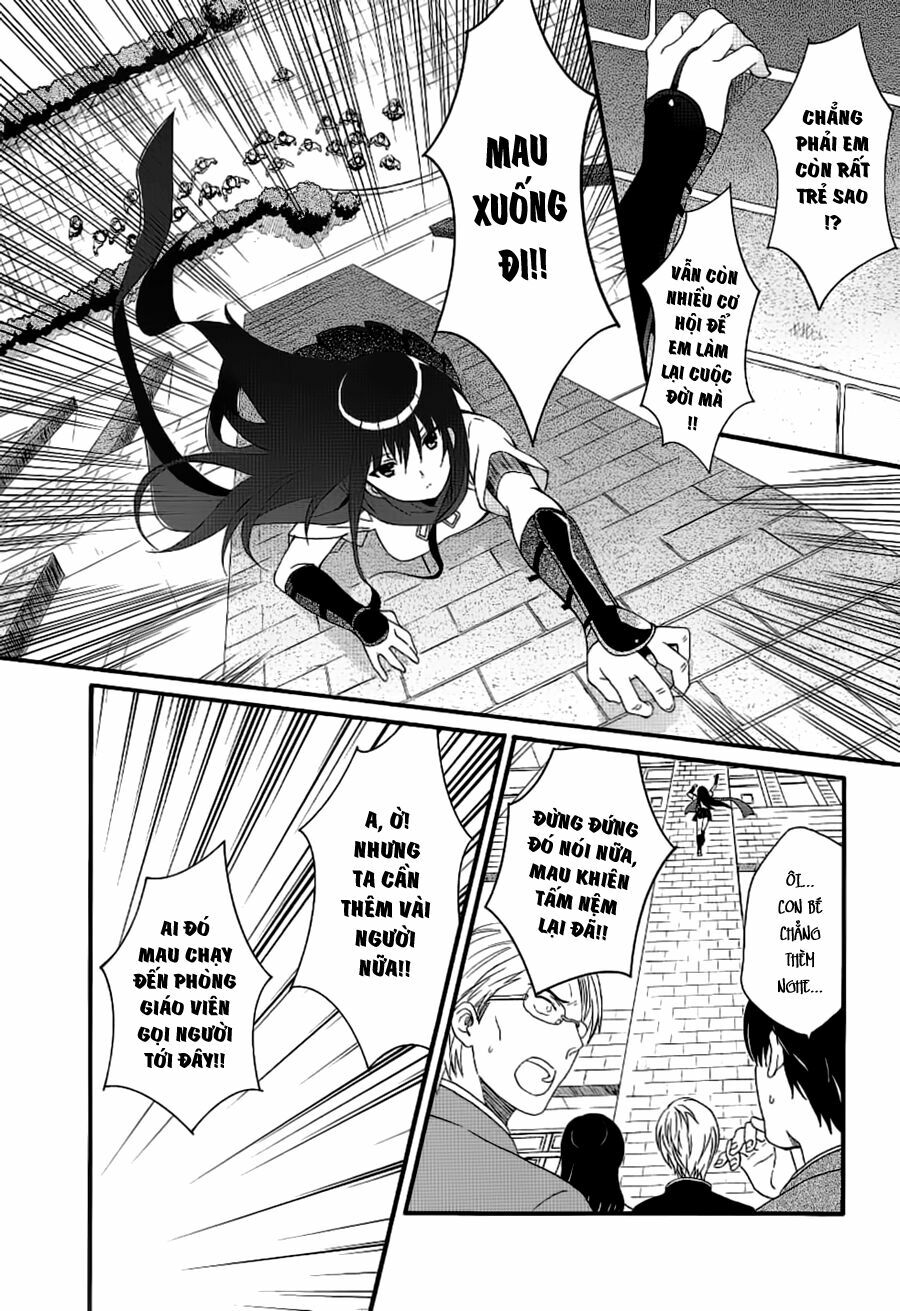 CHẲNG
PHẢI EM
CÒN RẤT
TRẺ SAO
!?
VẪN CÒN
NHIỀU CƠ
HỘI ĐỂ
EM LÀM
LẠI CUỘC
ĐỜI MÀ
!!
MAU
XUỐNG
ĐI!!
ÔI...
CON BÉ
CHẲNG
THÈM
NGHE...
ĐỪNG ĐỨNG
ĐÓ NÓI NỮA,
MAU KHIÊN
TẤM NỆM
LẠI ĐÃ!!
A, Ờ!
NHƯNG
TA CẦN
THÊM VÀI
NGƯỜI
NỮA!!
AI ĐÓ
MAU CHẠY
ĐẾN PHÒNG
GIÁO VIÊN
GỌI NGƯỜI
TỚI ĐÂY!!